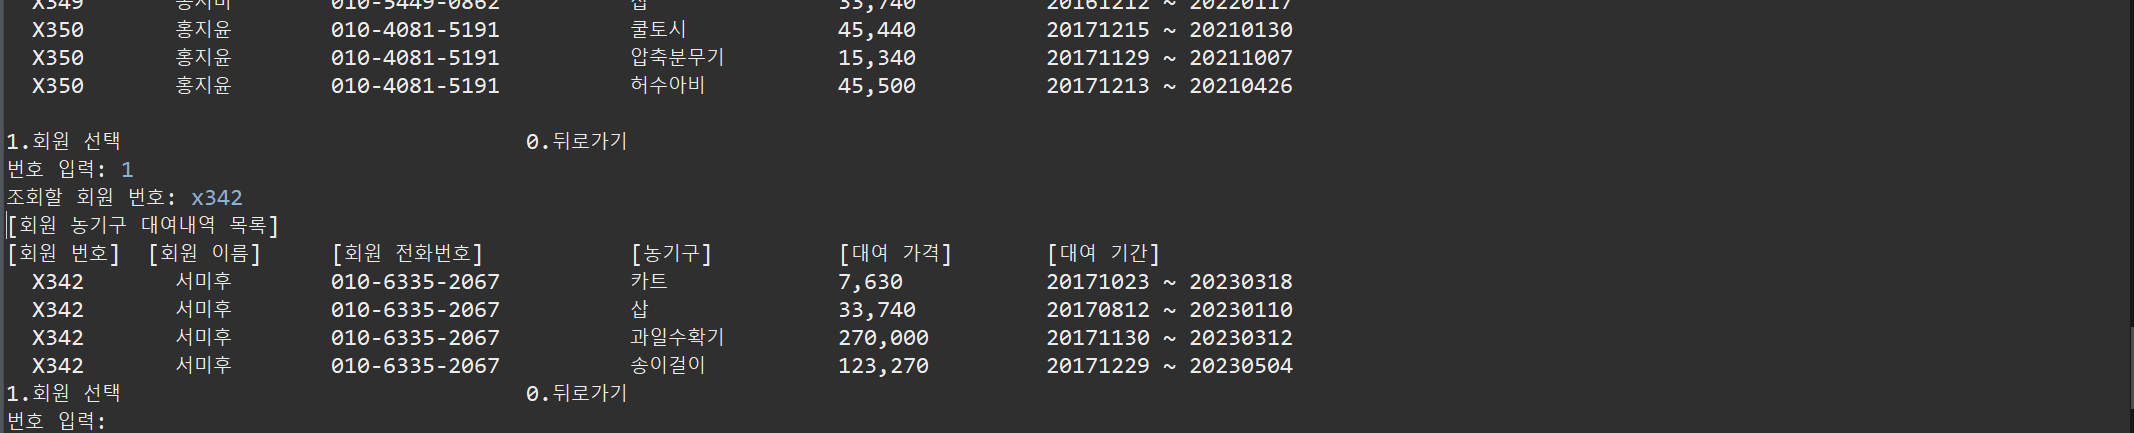 X349 010-5449-0862 삽 33,740 20161212 ~ 20220117
X350 홍지윤 010-4081-5191 쿨토시 45,440 20171215 ~ 20210130
X350 홍지윤 010-4081-5191 압축분무기 15,340 20171129 ~ 20211007
X350 홍지윤 010-4081-5191 허수아비 45,500 20171213 ~ 20210426
1.회원 선택 0.뒤로가기
번호 입력: 1
조회할 회원 번호: x342
[회원 농기구 대여내역 목록]
[회원 번호] [회원 이름] [회원 전화번호] [농기구] [대여 가격] [대여 기간]
X342 서미후 010-6335-2067 카트 7,630 20171023 ~ 20230318
X342 서미후 010-6335-2067 삽 33,740 20170812 ~ 20230110
X342 서미후 010-6335-2067 과일수확기 270,000 20171130 ~ 20230312
X342 서미후 010-6335-2067 송이걸이 123,270 20171229 ~ 20230504
1.회원 선택 0.뒤로가기
번호 입력: